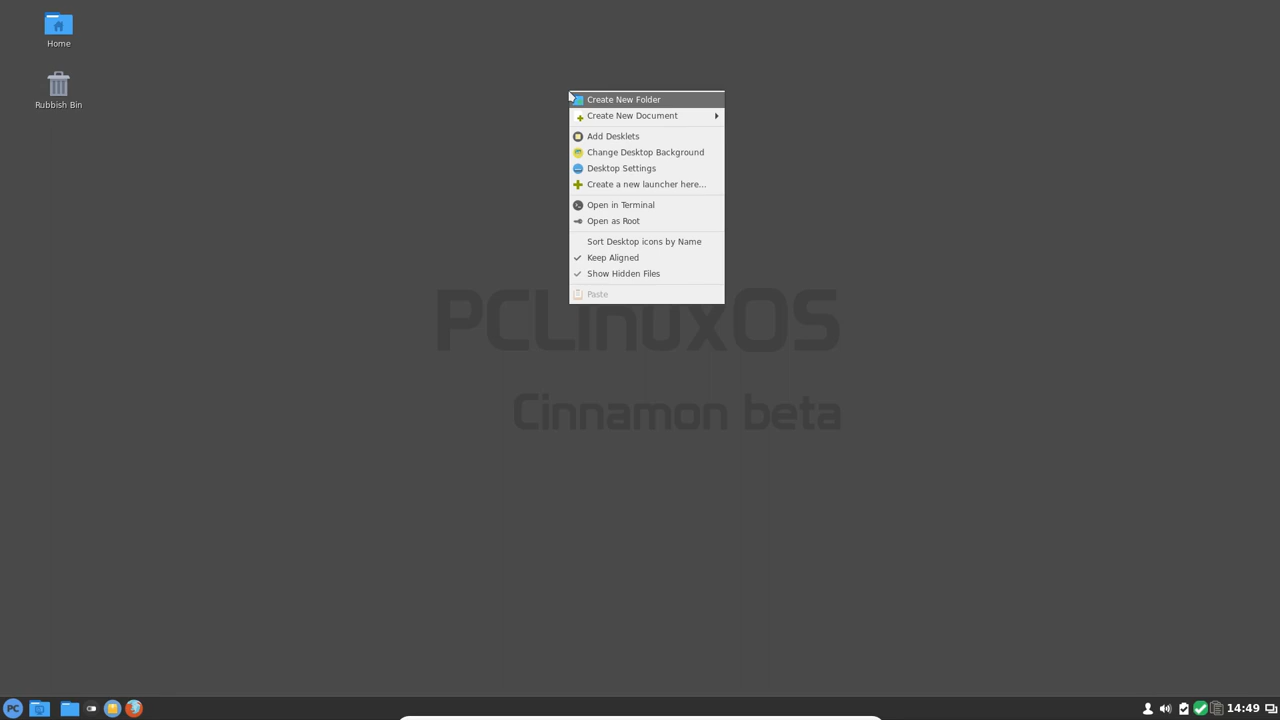 Home
Rubbish Bin
Create New Folder
Create New Document
Add Desklets
Change Desktop Background
Desktop Settings
Create a new launcher here...
Open in Terminal
Open as Root
Sort Desktop icons by Name
Keep Aligned
Show Hidden Files
Paste
PCLinuxOS
Cinnamon beta
PC
14:49